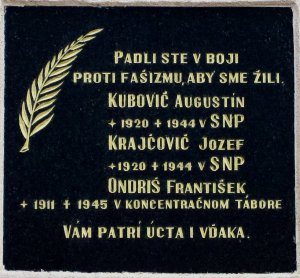 PADLI STE V BOJI
PROTI FAŠIZMU, ABY SME ŽILI.
KUBOVIČ AUGUSTÍN
+ 1920 + 1944 V SNP
KRAJČOVIČ JOZEF
+1920 + 1944 V SNP
ONDRIŠ FRANTIŠEK
+ 1911 + 1945 V KONCENTRAČNOM TÁBORE
VÁM PATRÍ ÚCTA I VĎAKA.